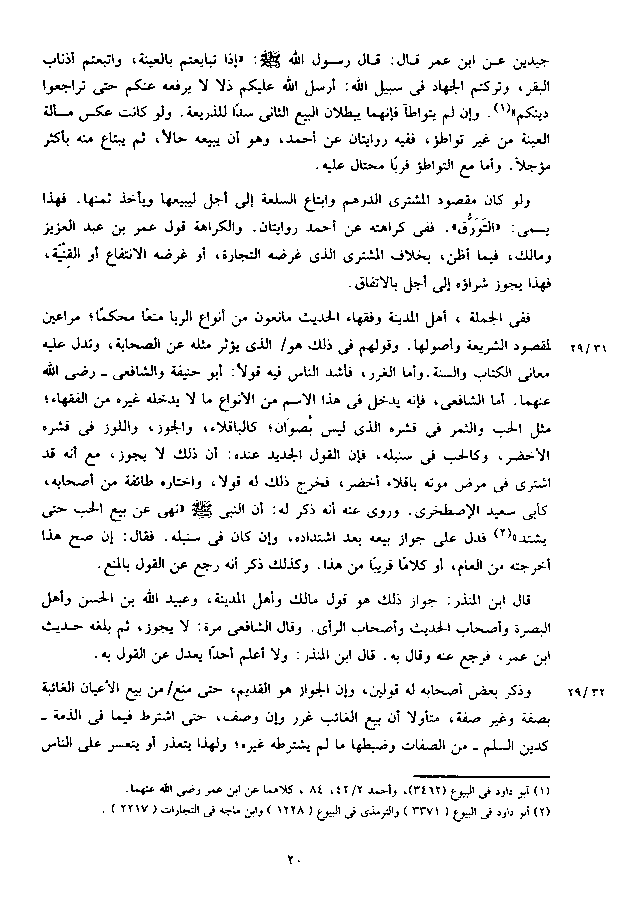 جيدين عـن ابن عمر قـال: قـال رسـول الله ﷺ: «إذا تبايعتـم بالعينة، واتبعتـم أذناب
البقر، وتركتم الجهاد فى سبيل الله: أرسل الله عليكم ذلا لا يرفعه عنكم حتى تراجعوا
دينكم»(١). وإن لم يتواطآ فإنهما يبطلان البيع الثانى سدًا للذريعة. ولو كانت عكس مسألة
العينة من غير تواطؤ، ففيه روايتان عن أحمد، وهو أن يبيعه حالاً، ثم يبتاع منه بأكثر
مؤجلاً. وأما مع التواطؤ فربًا محتال عليه.
ولو كان مقصود المشترى الدرهم وابتاع السلعة إلى أجل ليبيعها ويأخذ ثمنها. فهذا
يـسمى: «التَوَرُّق». ففى كراهته عن أحمد روايتان. والكراهة قول عمر بن عبد العزيز
ومالك، فيما أظن، بخلاف المشترى الذى غرضه التجارة، أو غرضه الانتفاع أو القِنْيَة،
فهذا يجوز شراؤه إلى أجل بالاتفاق.
ففى الجملة ، أهل المدينة وفقهاء الحديث مانعون من أنواع الربا منعًا محكمًا؛ مراعين
٢٩/٣١ لمقصود الشريعة وأصولها. وقولهم فى ذلك هو/ الذى يؤثر مثله عن الصحابة، وتدل عليه
معانى الكتاب والسنة. وأما الغرر، فأشد الناس فيه قولاً: أبو حنيفة والشافعى ـ رضى الله
عنهما. أما الشافعى، فإنه يدخل فى هذا الاسم من الأنواع ما لا يدخله غيره من الفقهاء؛
مثل الحب والثمر فى قشره الذى ليس بصوان؛ كالباقلاء، والجوز، واللوز فى قشره
الأخضر، وكالحب فى سنبله، فإن القول الجديد عنده: أن ذلك لا يجوز، مع أنه قد
اشترى فى مرض موته باقلاء أخضر، فخرج ذلك له قولا، واختاره طائفة من أصحابه،
كأبى سعيد الإصطخرى. وروى عنه أنه ذكر له: أن النبى ﷺ «نهى عن بيع الحب حتى
يشتد»(٢) فدل على جواز بيعه بعد اشتداده، وإن كان فى سنبله. فقال: إن صح هذا
أخرجته من العام، أو كلامًا قريبًا من هذا. وكذلك ذكر أنه رجع عن القول بالمنع.
قال ابن المنذر: جواز ذلك هو قول مالك وأهل المدينة، وعبيد الله بن الحسن وأهل
البصرة وأصحاب الحديث وأصحاب الرأى. وقال الشافعى مرة: لا يجوز، ثم بلغه حـديث
ابن عمر، فرجع عنه وقال به. قال ابن المنذر: ولا أعلم أحدًا يعدل عن القول به.
٢٩/٣٢ وذكر بعض أصحابه له قولين، وإن الجواز هو القديم، حتى منع/ من بيع الأعيان الغائبة
بصفة وغير صفة، متأولا أن بيع الغائب غرر وإن وصف، حتى اشترط فيما فى الذمة ـ
كدين السلم ـ من الصفات وضبطها ما لم يشترطه غيره؛ ولهذا يتعذر أو يتعسر على الناس
(١) أبو داود فى البيوع (٣٤٦٢)، وأحمد ٤٢/٢، ٨٤ ، كلاهما عن ابن عمر رضى الله عنهما.
(٢) أبو داود فى البيوع ( ٣٣٧١ ) والترمذى فى البيوع ( ١٢٢٨ ) وابن ماجه فى التجارات ( ٢٢١٧ ) .
٢٠